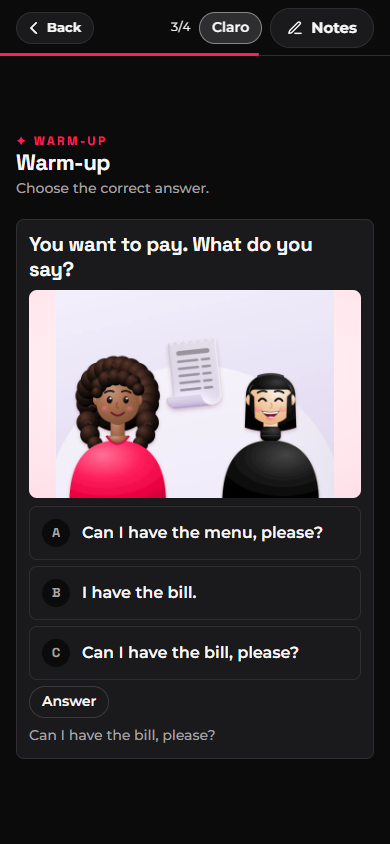 Back
3/4
Claro
Notes
✦ WARM-UP
Warm-up
Choose the correct answer.
You want to pay. What do you
say?
A Can I have the menu, please?
B I have the bill.
C Can I have the bill, please?
Answer
Can I have the bill, please?